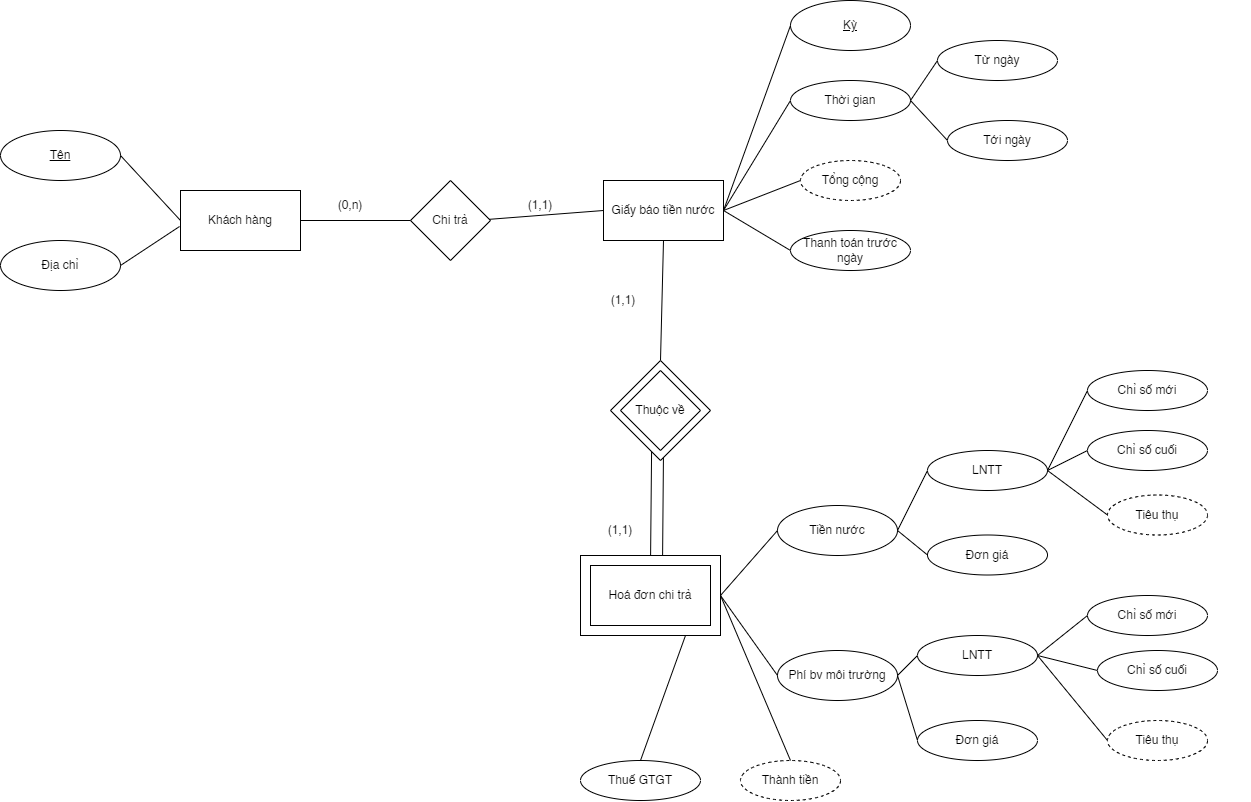 Kỳ
Từ ngày
Thời gian
Tới ngày
Tên
Tổng cộng
Khách hàng
(0,n)
Chi trả
(1,1)
Giấy báo tiền nước
Địa chỉ
Thanh toán trước
ngày
(1,1)
Thuộc về
Chỉ số mới
Chỉ số cuối
LNTT
Tiêu thụ
Tiền nước
(1,1)
Đơn giá
Hoá đơn chi trả
Chỉ số mới
LNTT
Chỉ số cuối
Phí bv môi trường
Đơn giá
Tiêu thụ
Thuế GTGT
Thành tiền